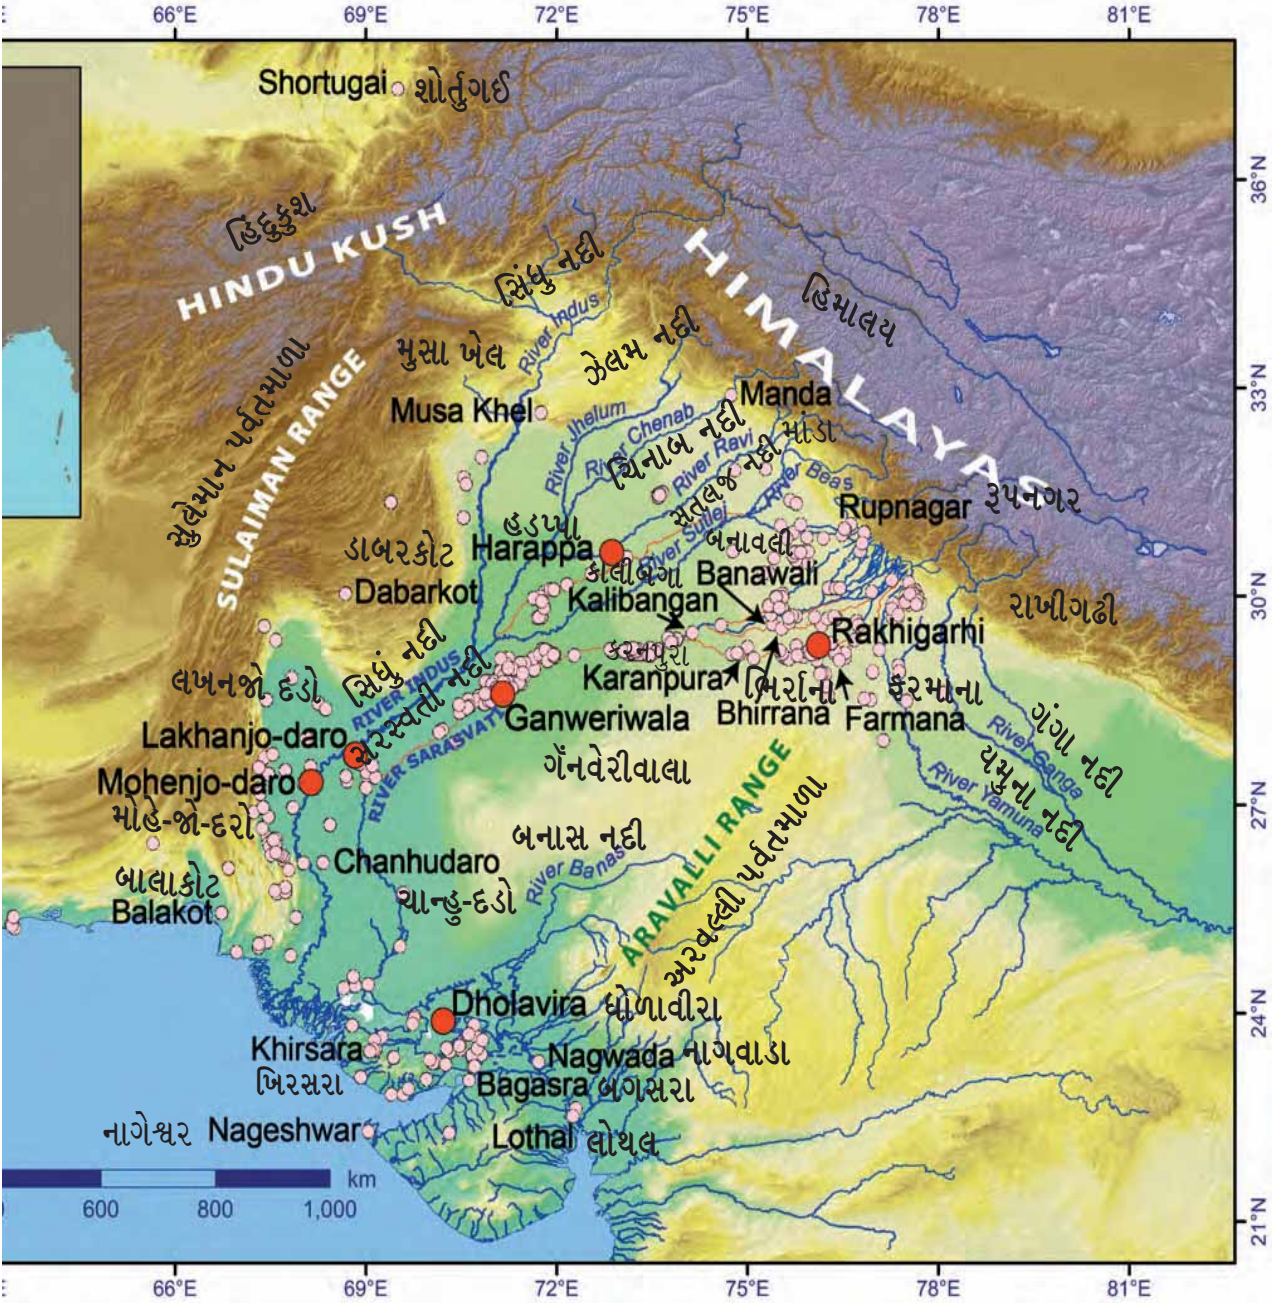 66°E 69°E 72°E 75°E 78°E 81°E
Shortugai શોર્તુગઈ
36°N
હિંદુકુશ
HINDU KUSH
સિંધુ નદી
River Indus
HIMALAYAS
હિમાલય
મુસા ખેલ
ઝેલમ નદી
33°N
Musa Khel
Manda
માંડા
સુલેમાન પર્વતમાળા
SULAIMAN RANGE
River Jhelum
River Chenab
ચિનાબ નદી
River Ravi
સતલજ નદી
River Beas
Rupnagar રૂપનગર
હડપ્પા
Harappa
River Sutlej
બનાવલી
Banawali
ડાબરકોટ
Dabarkot
કાલીબંગા
Kalibangan
30°N
રાખીગઢી
Rakhigarhi
કરનપુરા
Karanpura
ભિર્રાના
Bhirrana
ફરમાના
Farmana
લખનજો દડો
સિધું નદી
RIVER INDUS
સરસ્વતી નદી
RIVER SARASVATI
Lakhanjo-daro
Ganweriwala
ગેંનવેરીવાલા
Mohenjo-daro
મોહે-જો-દરો
ગંગા નદી
River Ganga
યમુના નદી
River Yamuna
27°N
ARAVALLI RANGE
અરવલ્લી પર્વતમાળા
બનાસ નદી
River Banas
Chanhudaro
ચાન્હુ-દડો
બાલાકોટ
Balakot
Dholavira ધોળાવીરા
24°N
Khirsara
ખિરસરા
Nagwada નાગવાડા
Bagasra બગસરા
નાગેશ્વર Nageshwar
Lothal લોથલ
km
600 800 1,000
21°N
66°E 69°E 72°E 75°E 78°E 81°E